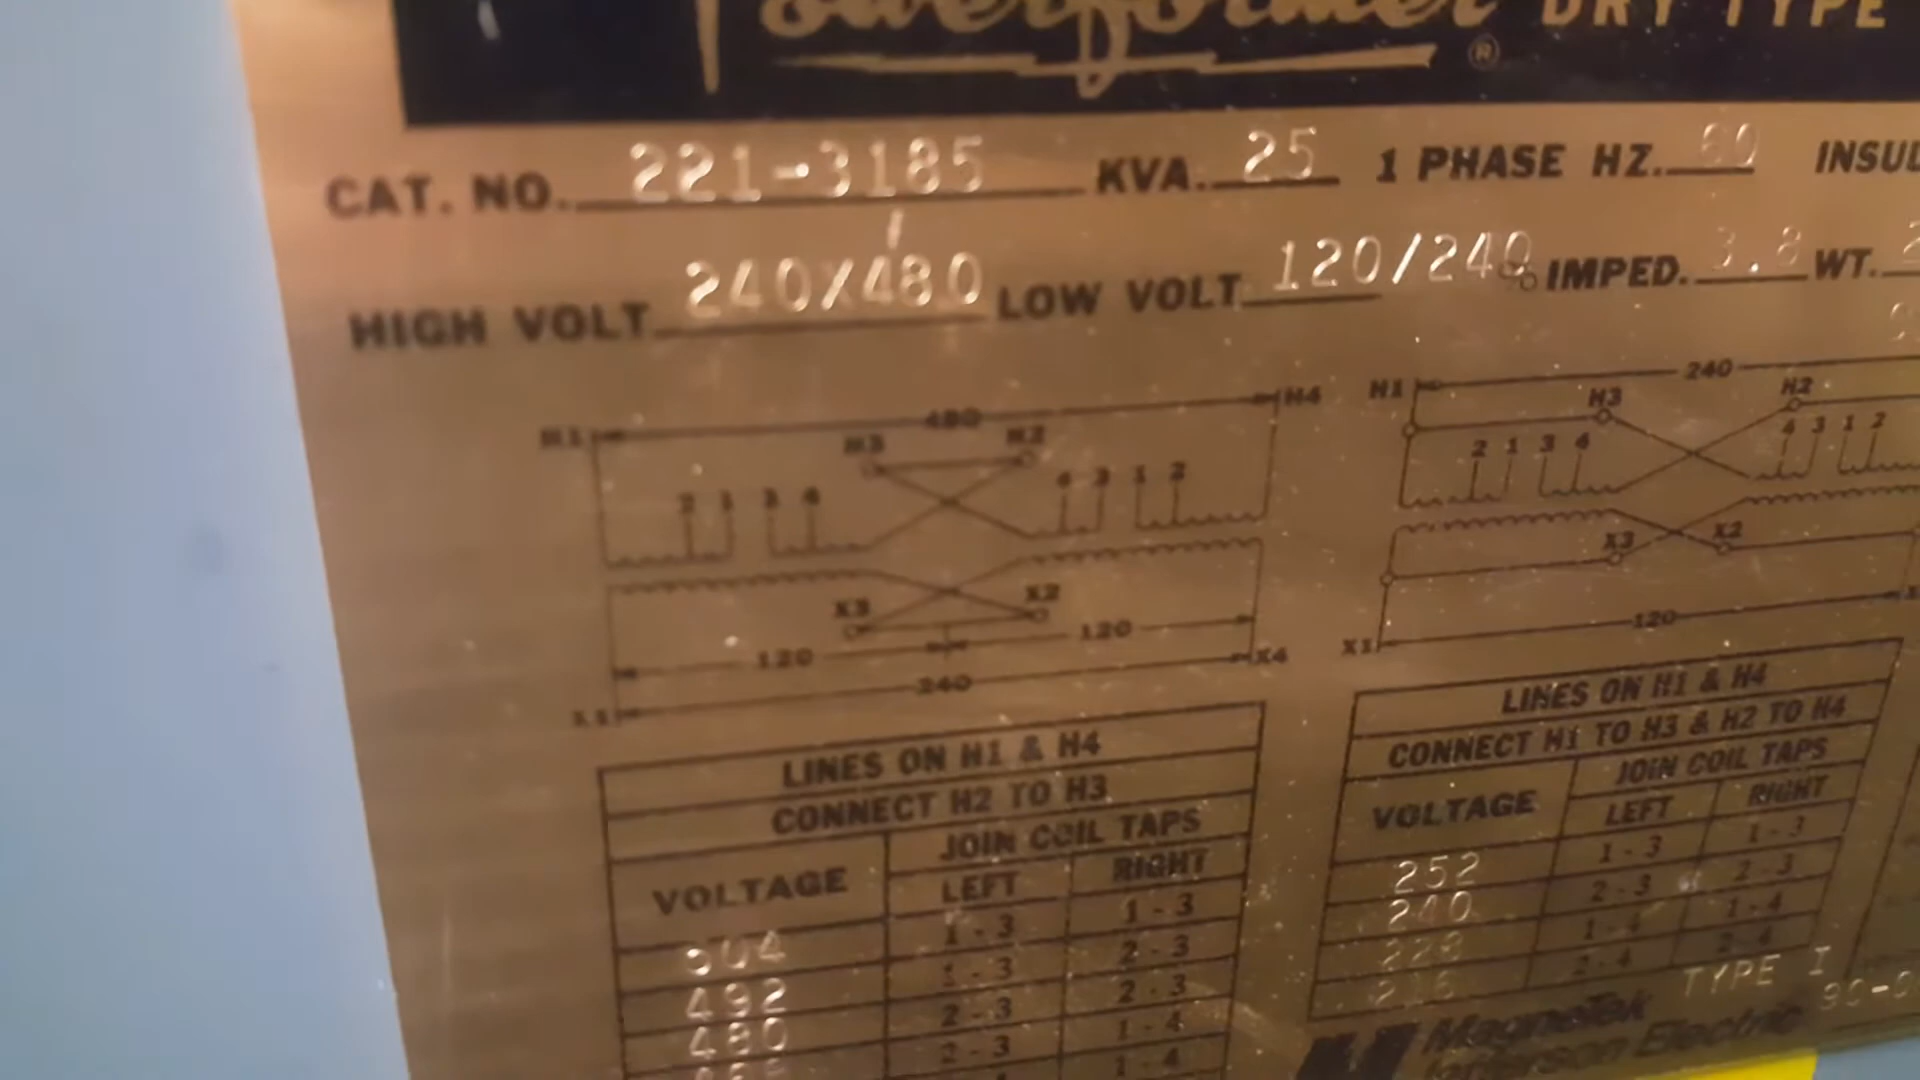 Powerformer DRY TYPE
®
CAT. NO. 221-3185 KVA. 25 1 PHASE HZ. 60
HIGH VOLT 240X480 LOW VOLT 120/240 % IMPED. 3.8 WT.
H1 480 H4
H3 H2
2 1 3 4 4 3 1 2
X3 X2
120 120
X1 240 X4
H1 240
H3 H2
2 1 3 4 4 3 1 2
X3 X2
X1 120
LINES ON H1 & H4
CONNECT H2 TO H3
VOLTAGE JOIN COIL TAPS
LEFT RIGHT
504 1-3 1-3
492 1-3 2-3
480 2-3 2-3
2-3 1-4
1-4
LINES ON H1 & H4
CONNECT H1 TO H3 & H2 TO H4
VOLTAGE JOIN COIL TAPS
LEFT RIGHT
252 1-3 1-3
240 2-3 2-3
228 1-4 1-4
216 2-4 2-4
TYPE I
MagneTek
Jefferson Electric